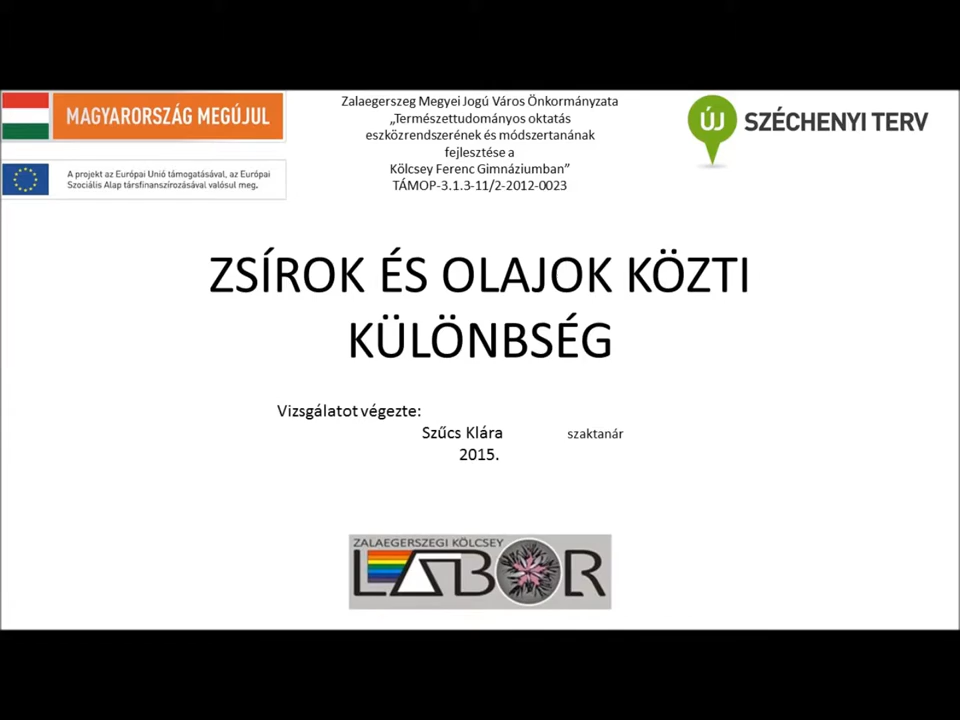 MAGYARORSZÁG MEGÚJUL
A projekt az Európai Unió támogatásával, az Európai
Szociális Alap társfinanszírozásával valósul meg.
Zalaegerszeg Megyei Jogú Város Önkormányzata
„Természettudományos oktatás
eszközrendszerének és módszertanának
fejlesztése a
Kölcsey Ferenc Gimnáziumban”
TÁMOP-3.1.3-11/2-2012-0023
ÚJ SZÉCHENYI TERV
ZSÍROK ÉS OLAJOK KÖZTI
KÜLÖNBSÉG
Vizsgálatot végezte:
Szűcs Klára szaktanár
2015.
ZALAEGERSZEGI KÖLCSEY
LABOR